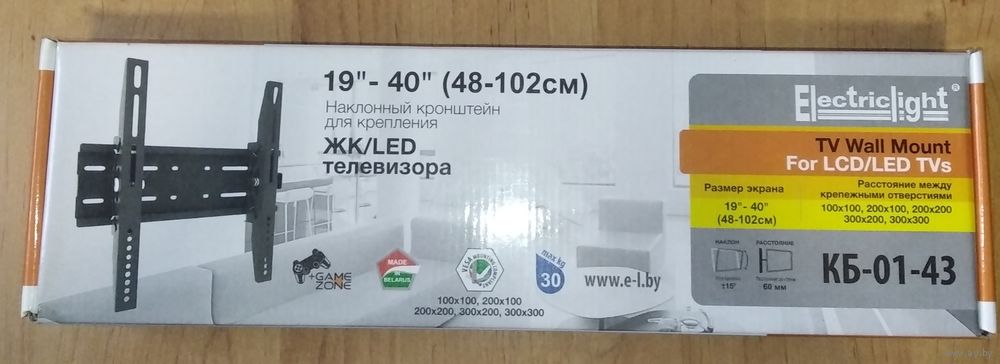 19"- 40" (48-102см)
Наклонный кронштейн
для крепления
ЖК/LED
телевизора
+GAME
ZONE
MADE
IN
BELARUS
VESA MOUNTING COMPLIANT
max kg
30
www.e-l.by
100x100, 200x100
200x200, 300x200, 300x300
Electriclight®
TV Wall Mount
For LCD/LED TVs
Размер экрана
19"- 40"
(48-102см)
Расстояние между
крепежными отверстиями
100x100, 200x100, 200x200
300x200, 300x300
НАКЛОН
±15°
РАССТОЯНИЕ
60 мм
КБ-01-43